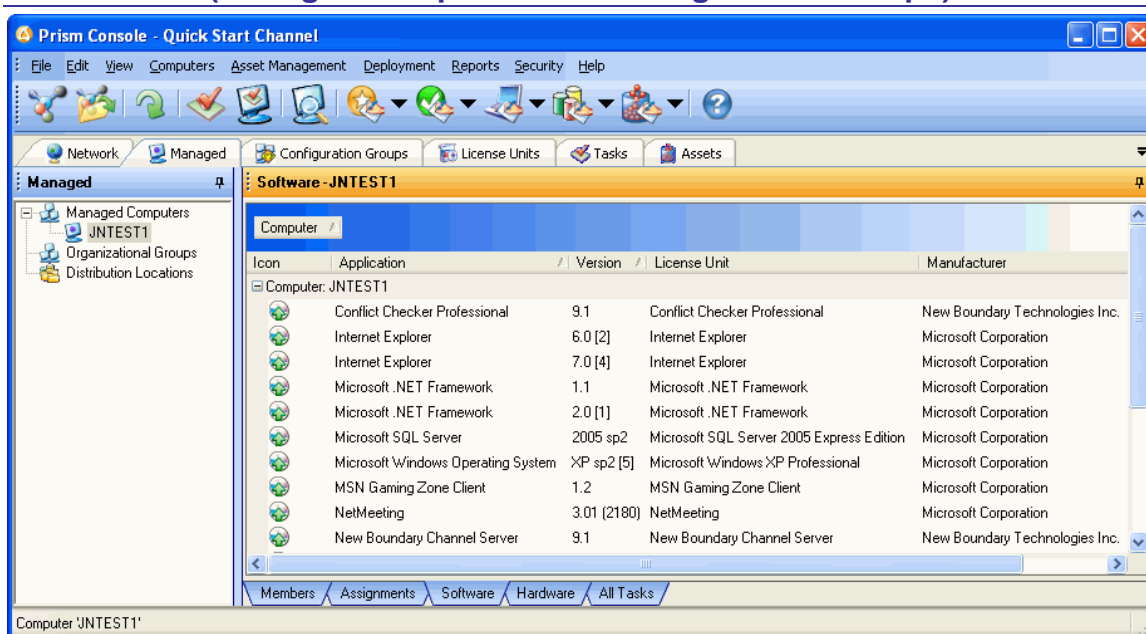 Prism Console - Quick Start Channel
File Edit View Computers Asset Management Deployment Reports Security Help
Network Managed Configuration Groups License Units Tasks Assets
Managed
Managed Computers
JNTEST1
Organizational Groups
Distribution Locations
Software - JNTEST1
Computer
Icon Application Version License Unit Manufacturer
Computer: JNTEST1
Conflict Checker Professional 9.1 Conflict Checker Professional New Boundary Technologies Inc.
Internet Explorer 6.0 [2] Internet Explorer Microsoft Corporation
Internet Explorer 7.0 [4] Internet Explorer Microsoft Corporation
Microsoft .NET Framework 1.1 Microsoft .NET Framework Microsoft Corporation
Microsoft .NET Framework 2.0 [1] Microsoft .NET Framework Microsoft Corporation
Microsoft SQL Server 2005 sp2 Microsoft SQL Server 2005 Express Edition Microsoft Corporation
Microsoft Windows Operating System XP sp2 [5] Microsoft Windows XP Professional Microsoft Corporation
MSN Gaming Zone Client 1.2 MSN Gaming Zone Client Microsoft Corporation
NetMeeting 3.01 (2180) NetMeeting Microsoft Corporation
New Boundary Channel Server 9.1 New Boundary Channel Server New Boundary Technologies Inc.
Members Assignments Software Hardware All Tasks
Computer 'JNTEST1'